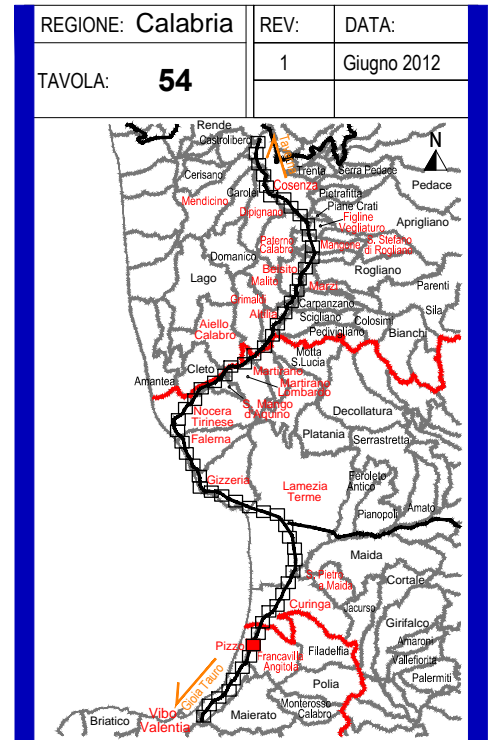 REGIONE: Calabria
REV:
DATA:
TAVOLA: 54
1
Giugno 2012
Rende
Castrolibero
N
Cerisano
Trenta
Serra Pedace
Pedace
Cosenza
Carolei
Pietrafitta
Mendicino
Piane Crati
Dipignano
Figline
Vegliaturo
Aprigliano
Paterno
Calabro
Mangone
S. Stefano
di Rogliano
Domanico
Belsito
Rogliano
Lago
Malito
Marzi
Parenti
Grimaldi
Carpanzano
Sila
Altilia
Scigliano
Colosimi
Aiello
Calabro
Pedivigliano
Bianchi
Motta
S.Lucia
Cleto
Martirano
Amantea
Martirano
Lombardo
S. Mango
d'Aquino
Nocera
Tirinese
Decollatura
Falerna
Platania
Serrastretta
Gizzeria
Lamezia
Terme
Feroleto
Antico
Pianopoli
Amato
Maida
S. Pietro
a Maida
Cortale
Curinga
Jacurso
Girifalco
Pizzo
Francavilla
Angitola
Filadelfia
Amaroni
Vallefiorita
Gioia Tauro
Polia
Palermiti
Vibo
Valentia
Monterosso
Calabro
Briatico
Maierato